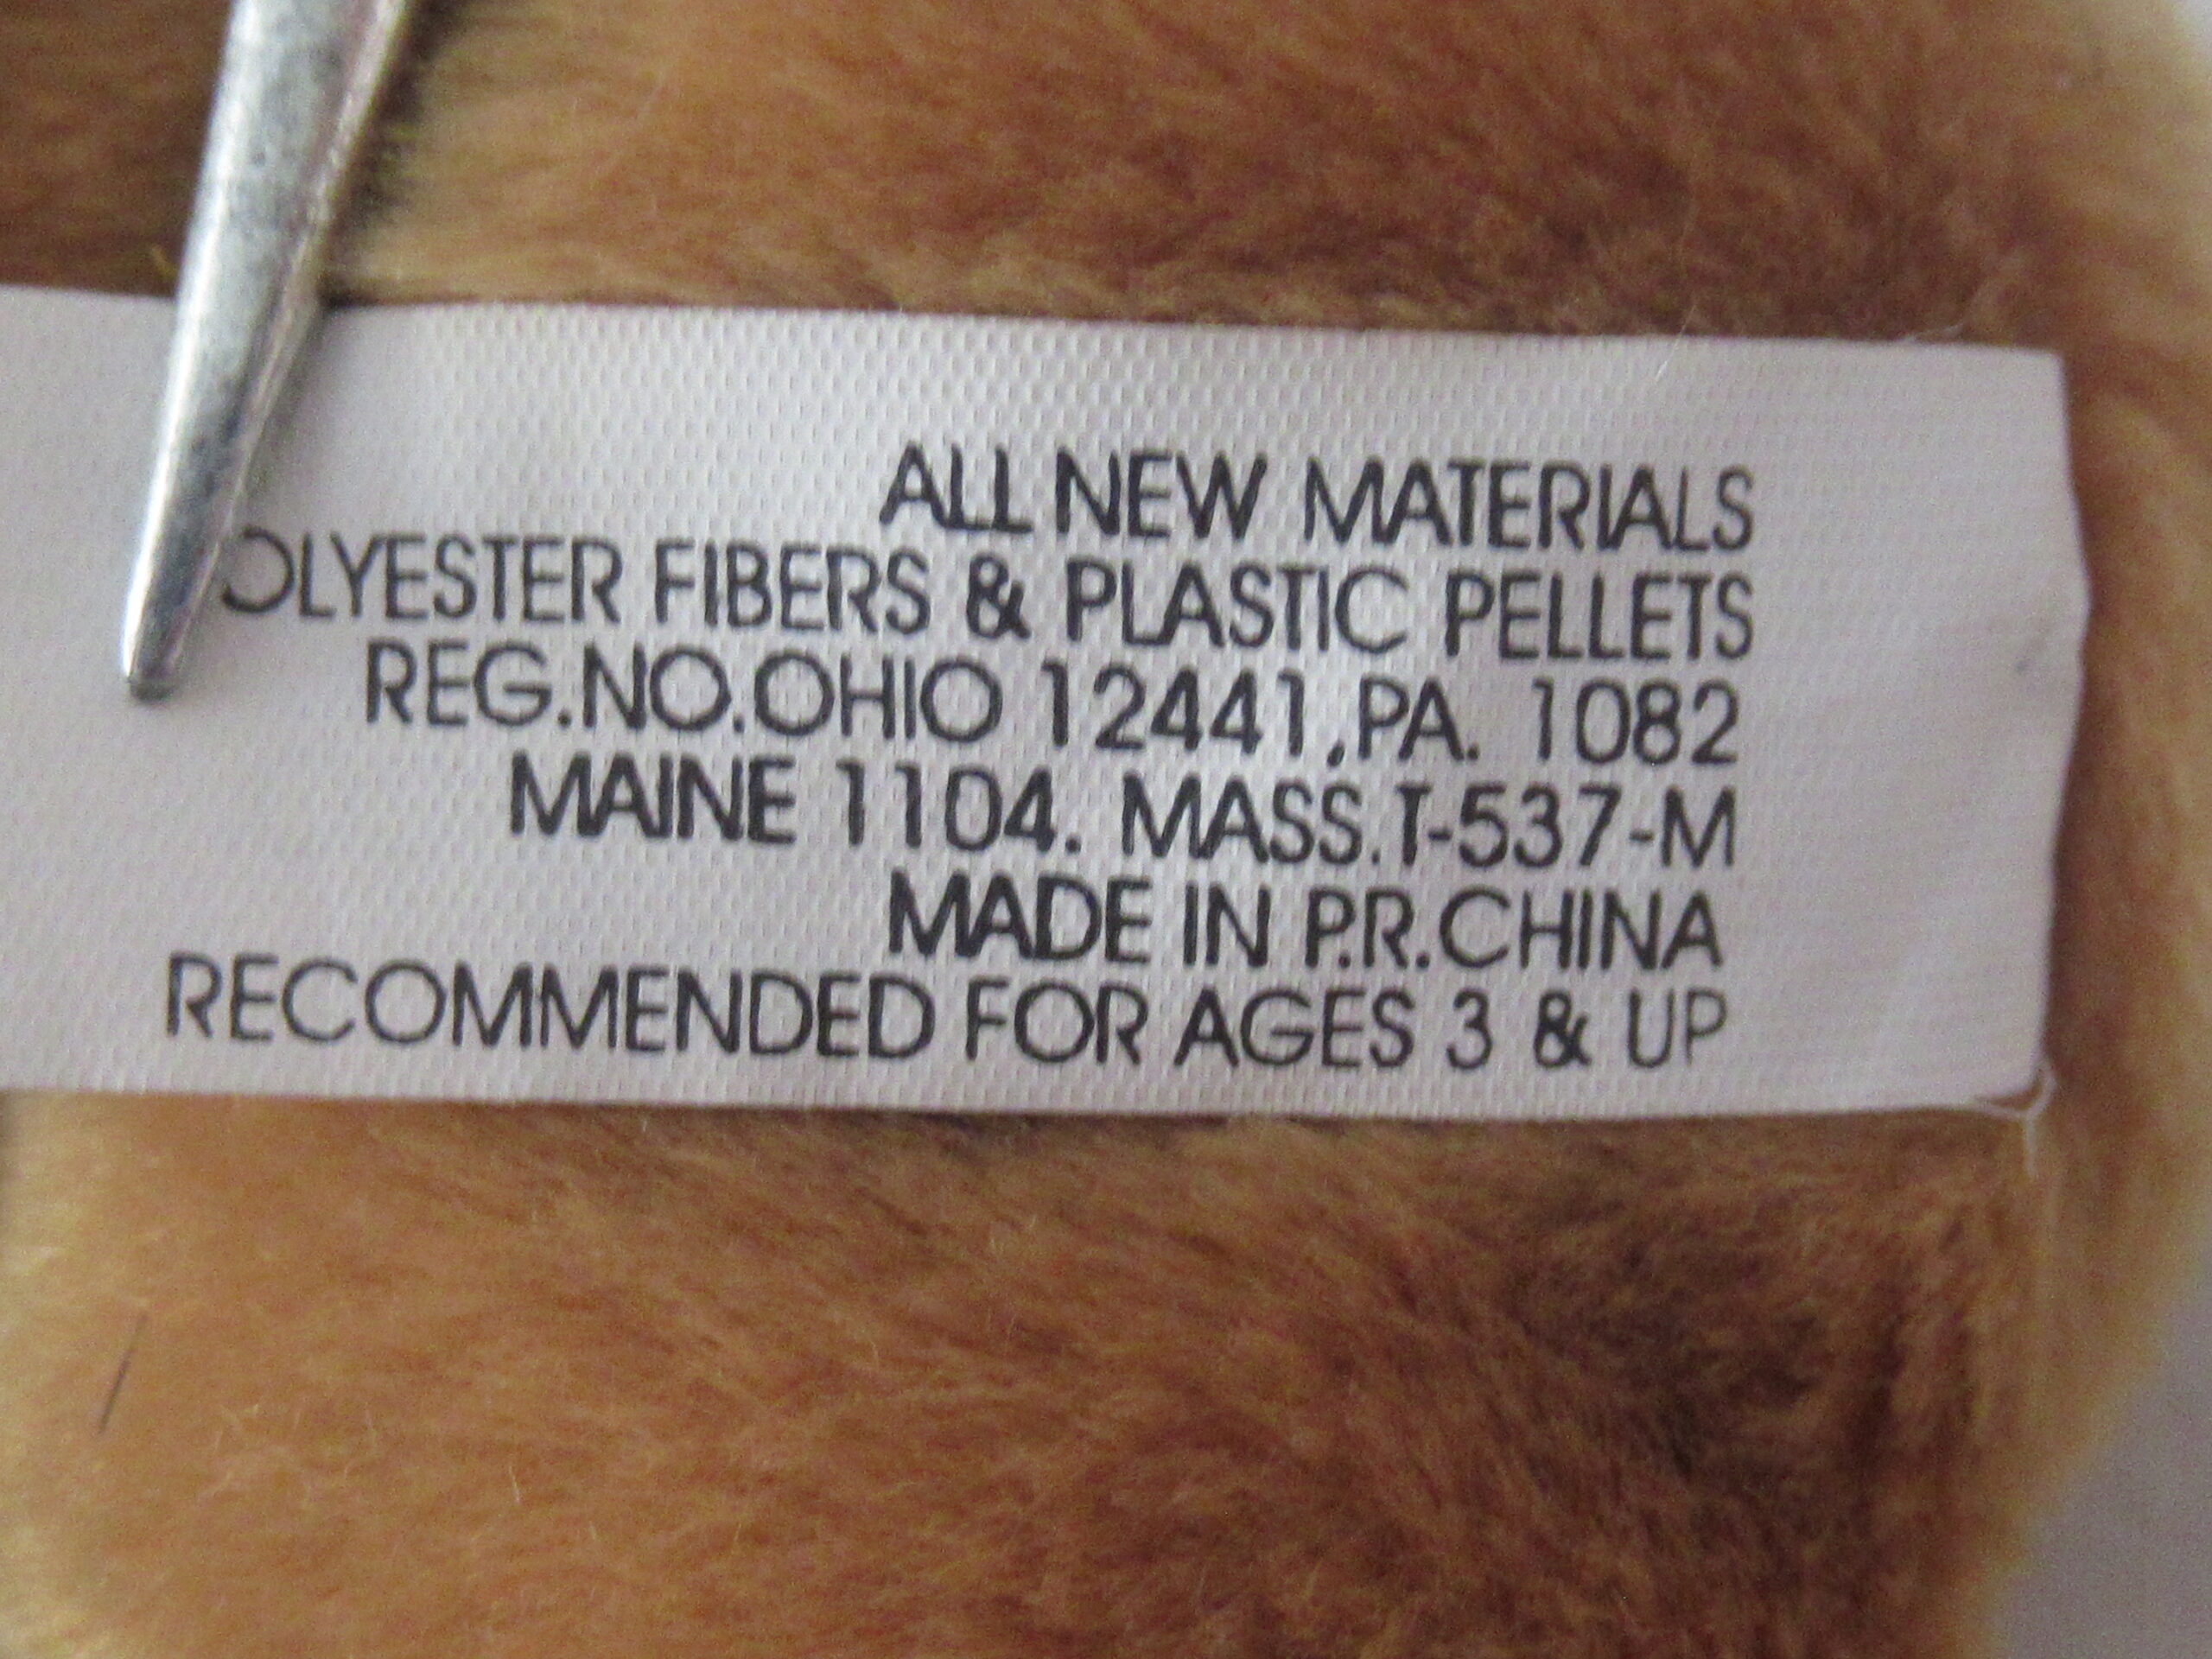 ALL NEW MATERIALS
OLYESTER FIBERS & PLASTIC PELLETS
REG.NO.OHIO 12441,PA. 1082
MAINE 1104. MASS.T-537-M
MADE IN P.R.CHINA
RECOMMENDED FOR AGES 3 & UP